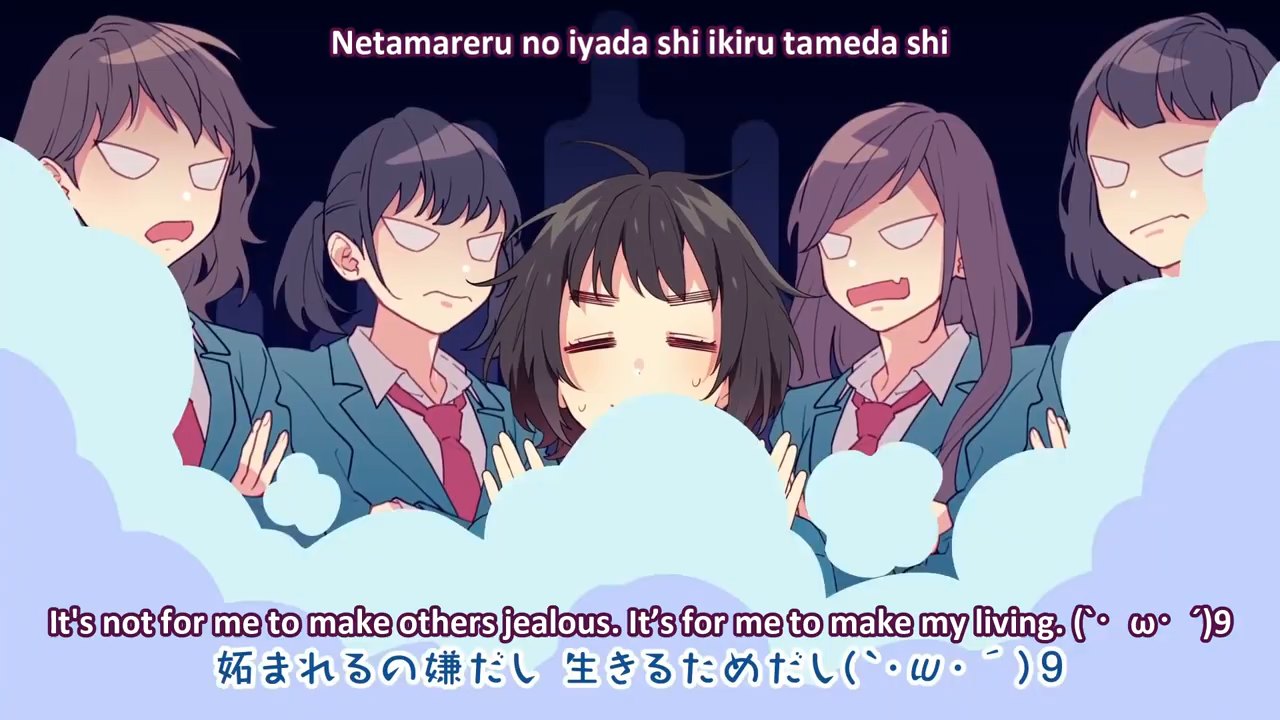 Netamareru no iyada shi ikiru tameda shi
It's not for me to make others jealous. It's for me to make my living. (`・ω・´)9
妬まれるの嫌だし 生きるためだし(`・ω・´)9